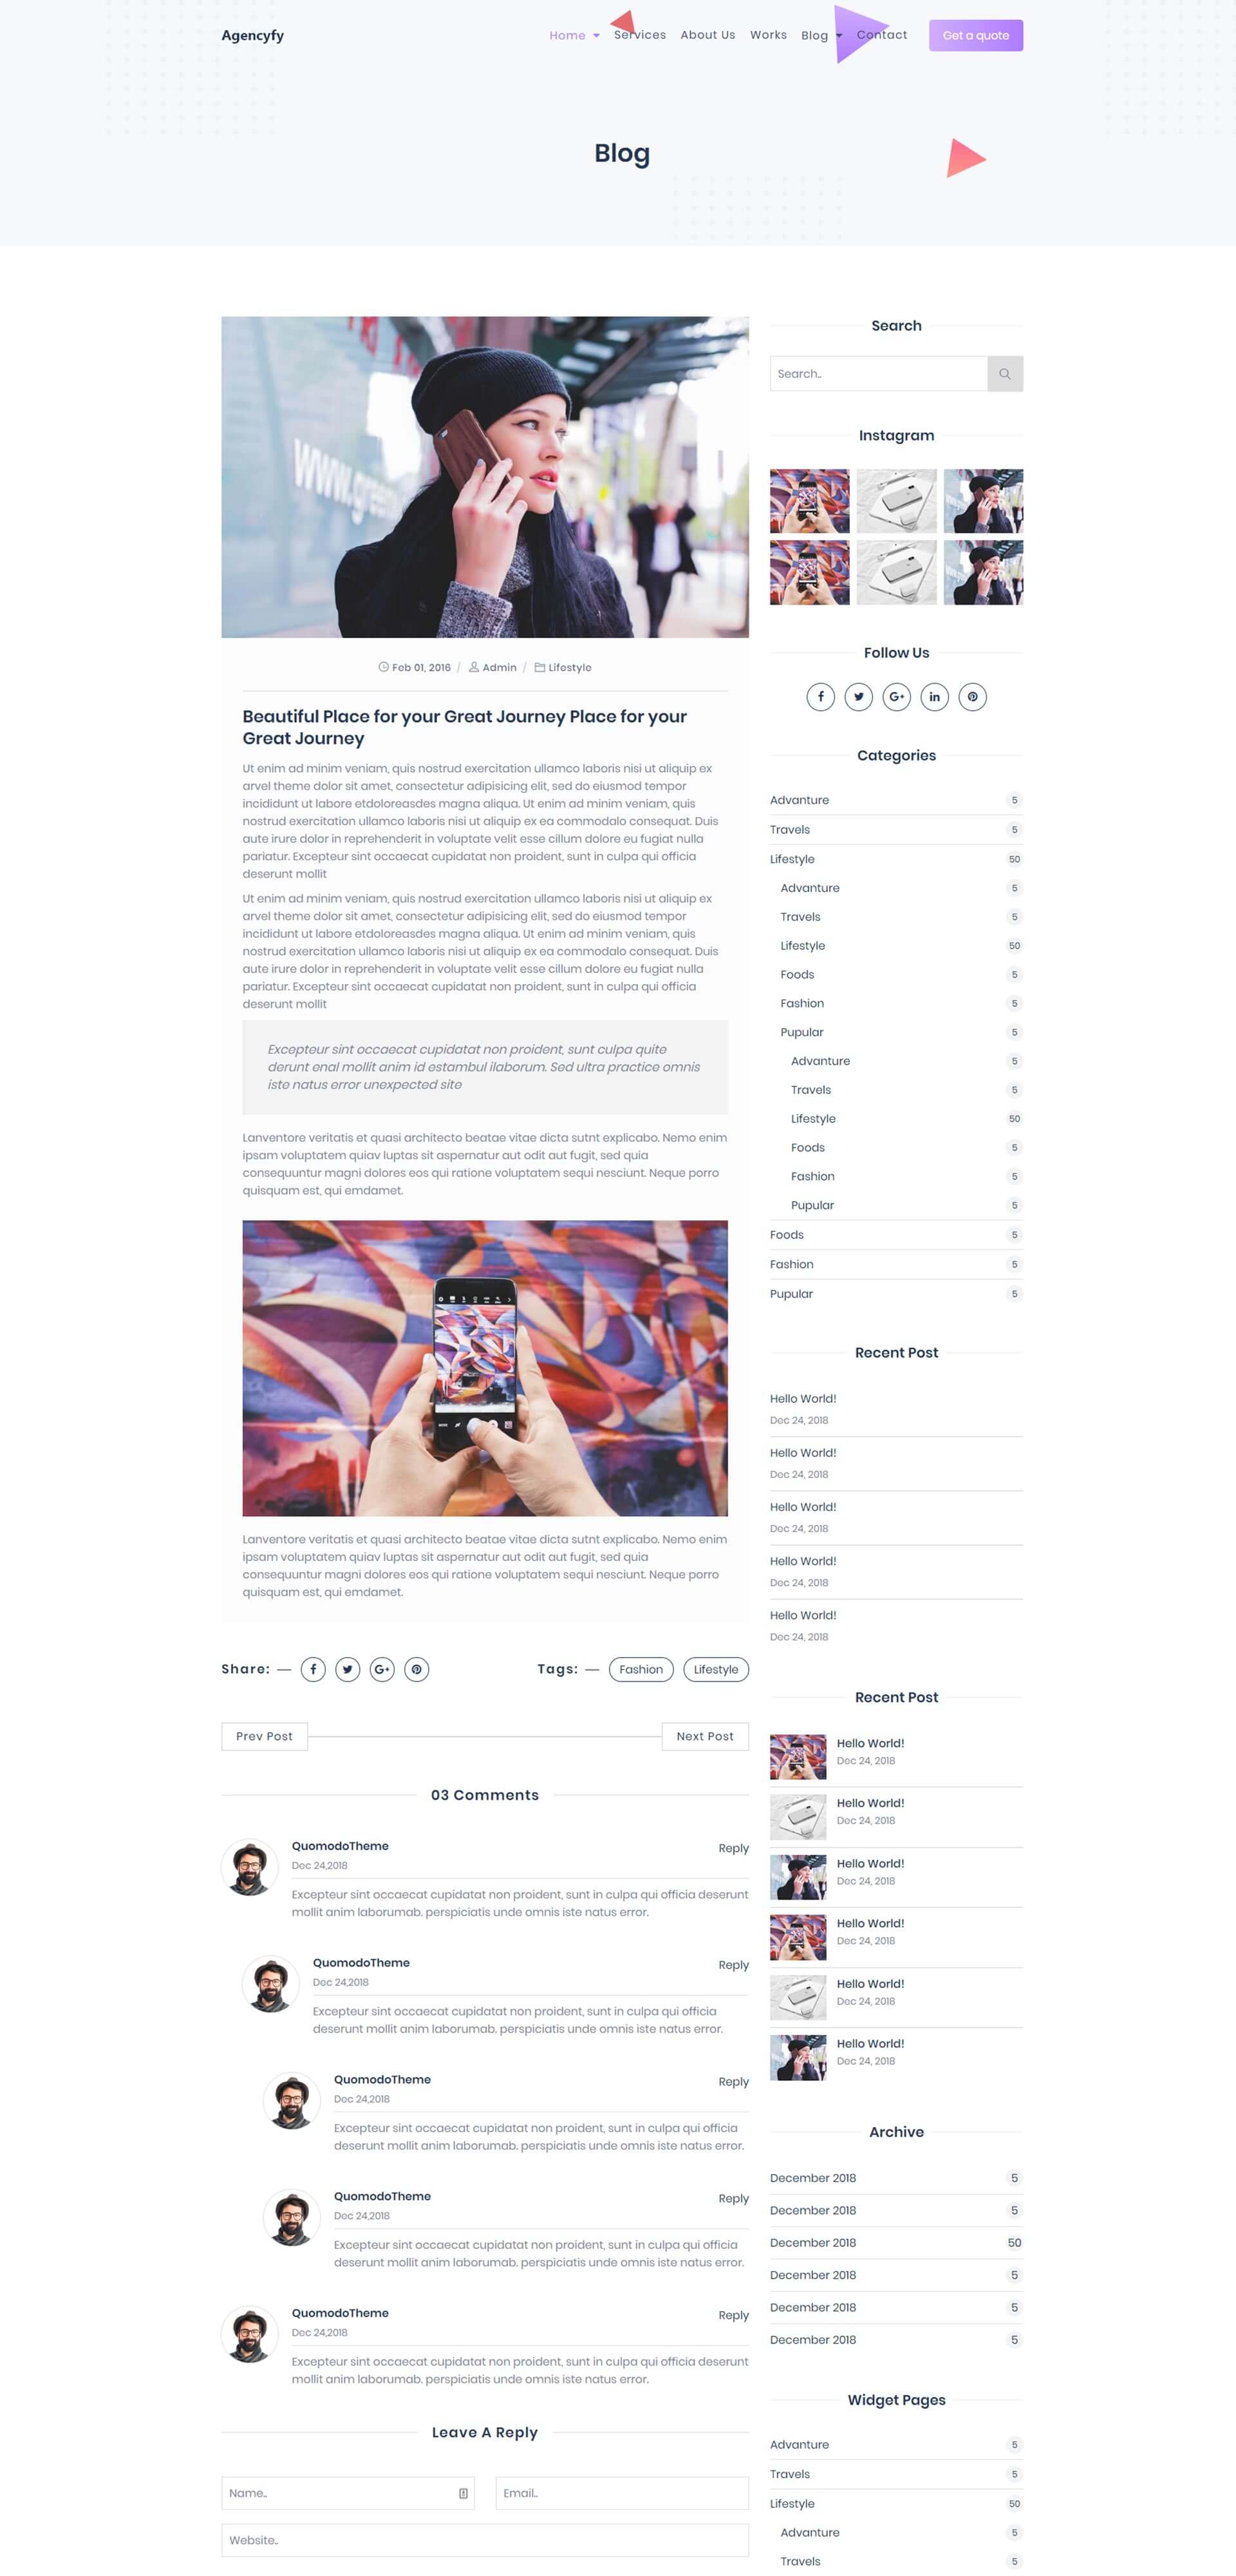 Agencyfy
Home
Services
About Us
Works
Blog
Contact
Get a quote
Blog
www.gree
Feb 01, 2016 / Admin / Lifestyle
Beautiful Place for your Great Journey Place for your
Great Journey
Ut enim ad minim veniam, quis nostrud exercitation ullamco laboris nisi ut aliquip ex
arvel theme dolor sit amet, consectetur adipisicing elit, sed do eiusmod tempor
incididunt ut labore etdoloreasdes magna aliqua. Ut enim ad minim veniam, quis
nostrud exercitation ullamco laboris nisi ut aliquip ex ea commodalo consequat. Duis
aute irure dolor in reprehenderit in voluptate velit esse cillum dolore eu fugiat nulla
pariatur. Excepteur sint occaecat cupidatat non proident, sunt in culpa qui officia
deserunt mollit
Ut enim ad minim veniam, quis nostrud exercitation ullamco laboris nisi ut aliquip ex
arvel theme dolor sit amet, consectetur adipisicing elit, sed do eiusmod tempor
incididunt ut labore etdoloreasdes magna aliqua. Ut enim ad minim veniam, quis
nostrud exercitation ullamco laboris nisi ut aliquip ex ea commodalo consequat. Duis
aute irure dolor in reprehenderit in voluptate velit esse cillum dolore eu fugiat nulla
pariatur. Excepteur sint occaecat cupidatat non proident, sunt in culpa qui officia
deserunt mollit
Excepteur sint occaecat cupidatat non proident, sunt culpa quite
derunt enal mollit anim id estambul ilaborum. Sed ultra practice omnis
iste natus error unexpected site
Lanventore veritatis et quasi architecto beatae vitae dicta sutnt explicabo. Nemo enim
ipsam voluptatem quiav luptas sit aspernatur aut odit aut fugit, sed quia
consequuntur magni dolores eos qui ratione voluptatem sequi nesciunt. Neque porro
quisquam est, qui emdamet.
Lanventore veritatis et quasi architecto beatae vitae dicta sutnt explicabo. Nemo enim
ipsam voluptatem quiav luptas sit aspernatur aut odit aut fugit, sed quia
consequuntur magni dolores eos qui ratione voluptatem sequi nesciunt. Neque porro
quisquam est, qui emdamet.
Share:
Tags:
Fashion
Lifestyle
Prev Post
Next Post
03 Comments
QuomodoTheme
Reply
Dec 24,2018
Excepteur sint occaecat cupidatat non proident, sunt in culpa qui officia deserunt
mollit anim laborumab. perspiciatis unde omnis iste natus error.
QuomodoTheme
Reply
Dec 24,2018
Excepteur sint occaecat cupidatat non proident, sunt in culpa qui officia
deserunt mollit anim laborumab. perspiciatis unde omnis iste natus error.
QuomodoTheme
Reply
Dec 24,2018
Excepteur sint occaecat cupidatat non proident, sunt in culpa qui officia
deserunt mollit anim laborumab. perspiciatis unde omnis iste natus error.
QuomodoTheme
Reply
Dec 24,2018
Excepteur sint occaecat cupidatat non proident, sunt in culpa qui officia
deserunt mollit anim laborumab. perspiciatis unde omnis iste natus error.
QuomodoTheme
Reply
Dec 24,2018
Excepteur sint occaecat cupidatat non proident, sunt in culpa qui officia deserunt
mollit anim laborumab. perspiciatis unde omnis iste natus error.
Leave A Reply
Name..
Email..
Website..
Search
Search..
Instagram
Follow Us
Categories
Advanture 5
Travels 5
Lifestyle 50
Advanture 5
Travels 5
Lifestyle 50
Foods 5
Fashion 5
Pupular 5
Advanture 5
Travels 5
Lifestyle 50
Foods 5
Fashion 5
Pupular 5
Foods 5
Fashion 5
Pupular 5
Recent Post
Hello World!
Dec 24, 2018
Hello World!
Dec 24, 2018
Hello World!
Dec 24, 2018
Hello World!
Dec 24, 2018
Hello World!
Dec 24, 2018
Recent Post
Hello World!
Dec 24, 2018
Hello World!
Dec 24, 2018
Hello World!
Dec 24, 2018
Hello World!
Dec 24, 2018
Hello World!
Dec 24, 2018
Hello World!
Dec 24, 2018
Archive
December 2018 5
December 2018 5
December 2018 50
December 2018 5
December 2018 5
December 2018 5
Widget Pages
Advanture 5
Travels 5
Lifestyle 50
Advanture 5
Travels 5